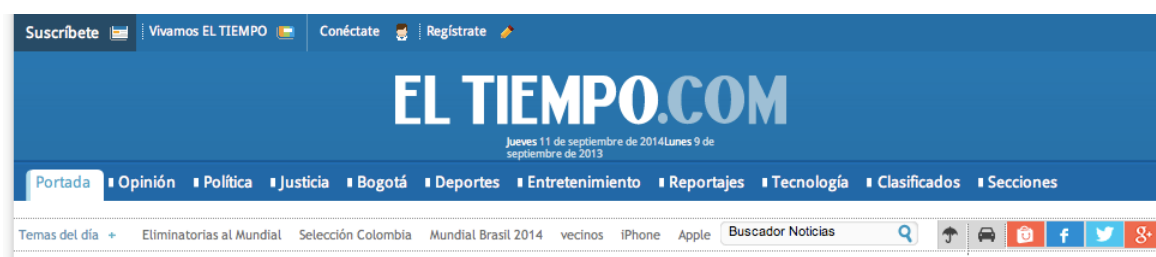 Suscríbete Vivamos EL TIEMPO Conéctate Regístrate
EL TIEMPO.COM
Jueves 11 de septiembre de 2014Lunes 9 de
septiembre de 2013
Portada Opinión Política Justicia Bogotá Deportes Entretenimiento Reportajes Tecnología Clasificados Secciones
Temas del día + Eliminatorias al Mundial Selección Colombia Mundial Brasil 2014 vecinos iPhone Apple Buscador Noticias f g+